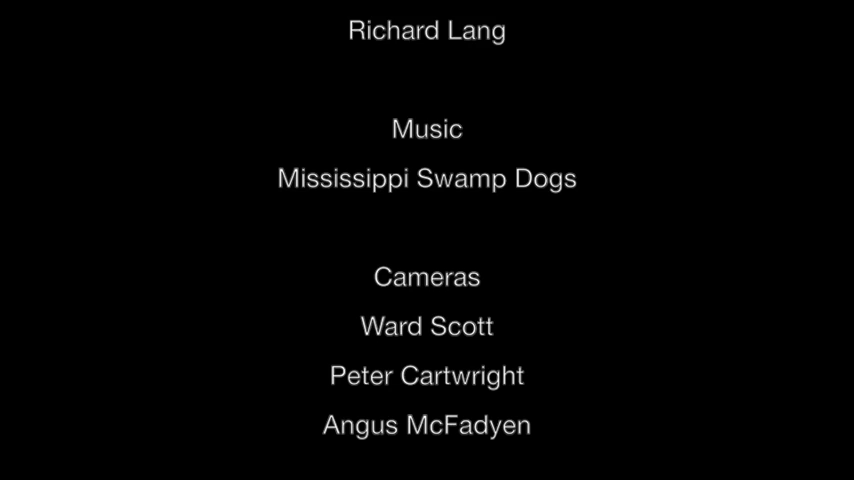 Richard Lang
Music
Mississippi Swamp Dogs
Cameras
Ward Scott
Peter Cartwright
Angus McFadyen